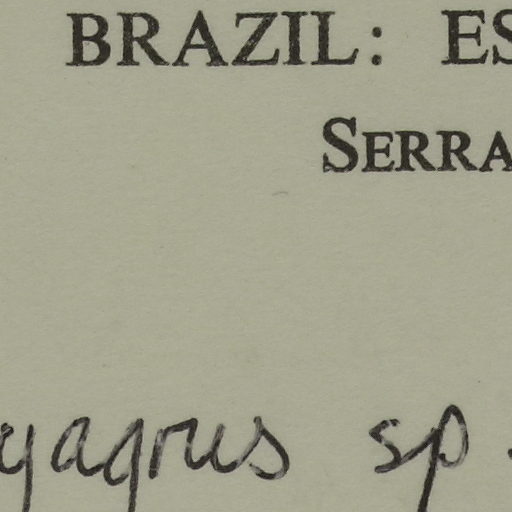 BRAZIL: ES
SERRA
yagrus sp.